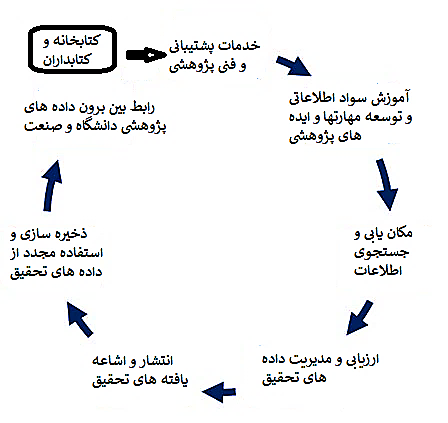 کتابخانه و
کتابداران
خدمات پشتیبانی
و فنی پژوهشی
آموزش سواد اطلاعاتی
و توسعه مهارتها و ایده
های پژوهشی
مکان یابی و
جستجوی
اطلاعات
ارزیابی و مدیریت داده
های تحقیق
انتشار و اشاعه
یافته های تحقیق
ذخیره سازی و
استفاده مجدد از
داده های تحقیق
رابط بین برون داده های
پژوهشی دانشگاه و صنعت